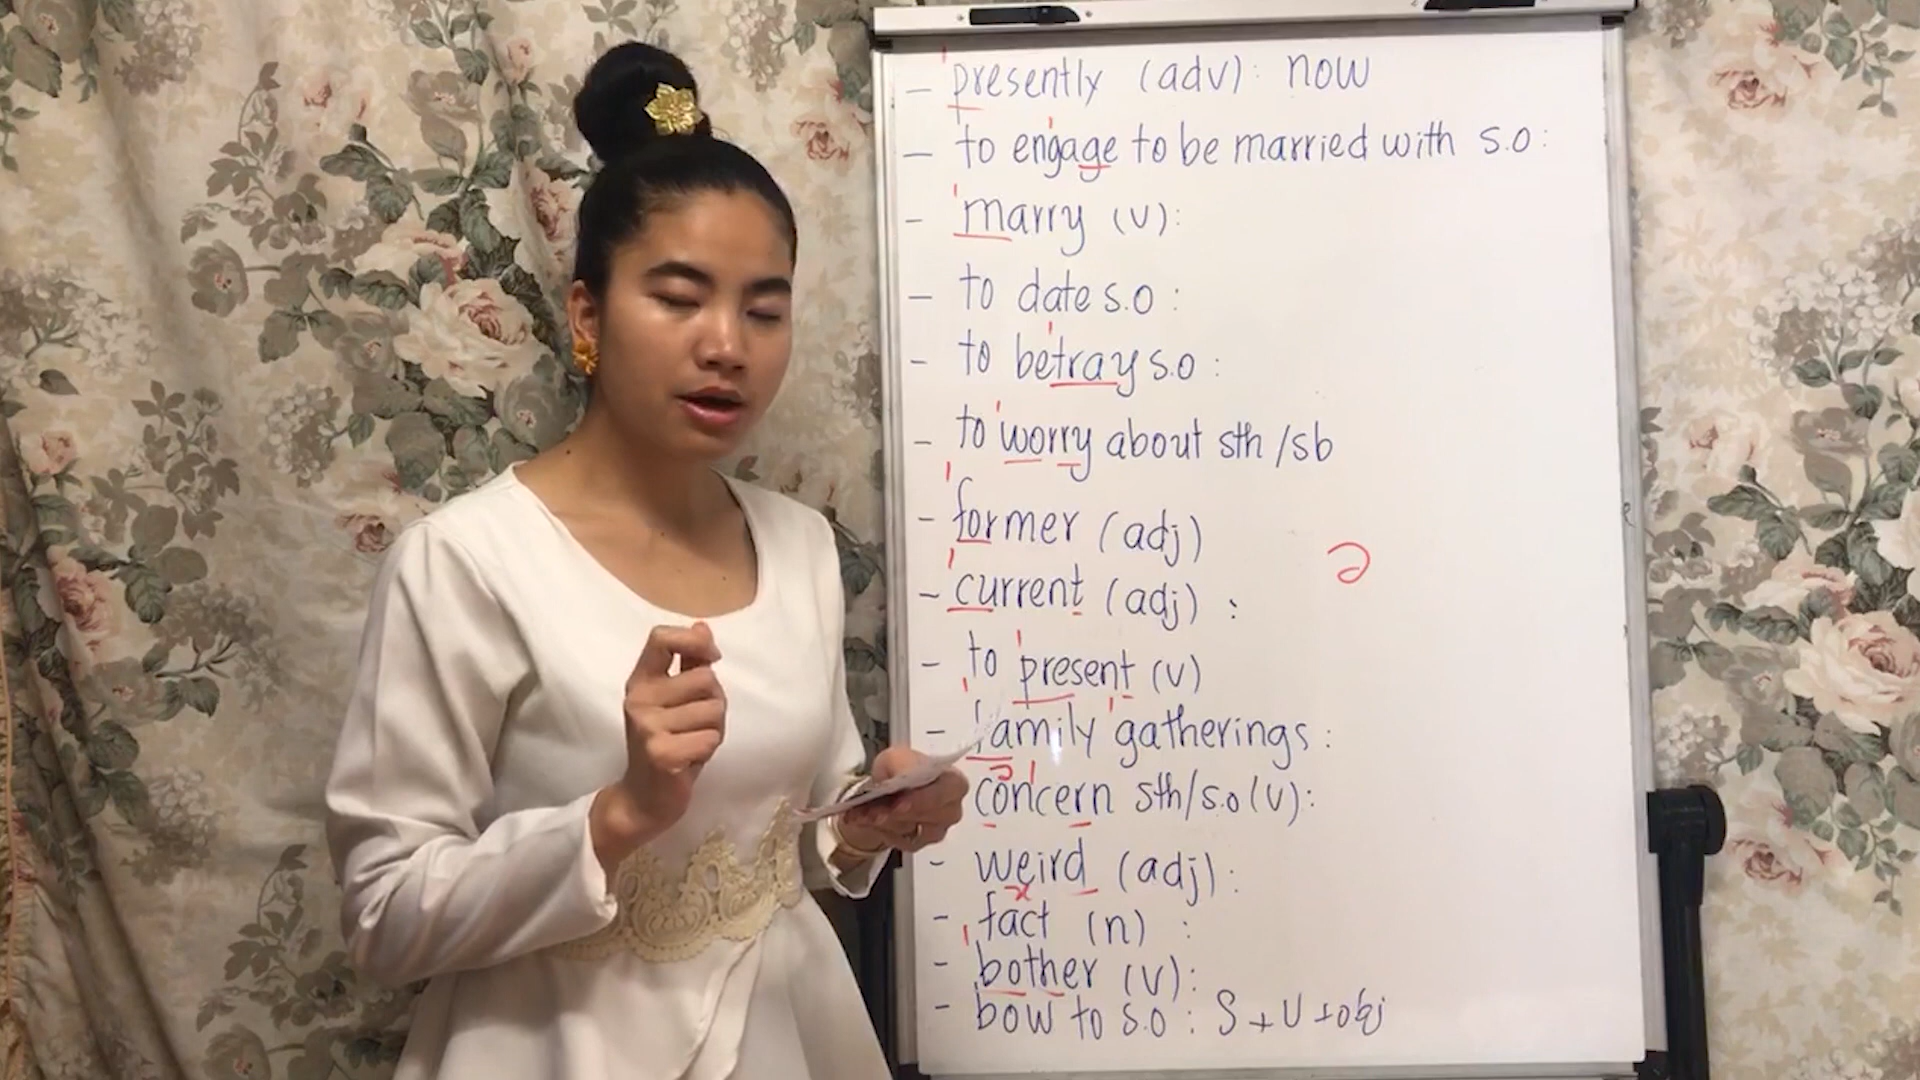 - presently (adv): now
- to engage to be married with s.o:
- marry (v):
- to date s.o :
- to betray s.o :
- to worry about sth/sb
- former (adj)
- current (adj) :
- to present (v)
- family gatherings :
concern sth/s.o (v):
- weird (adj):
- fact (n) :
- bother (v):
- bow to s.o : S + V + obj